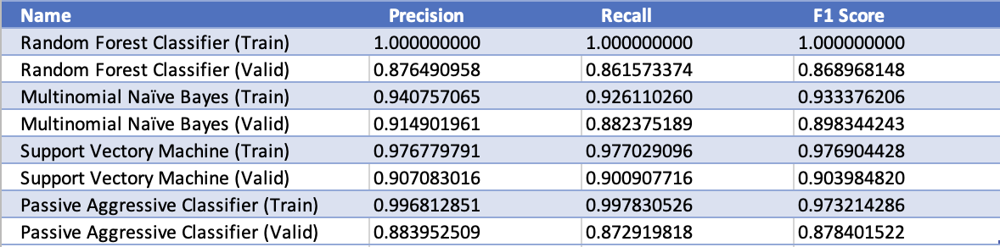 Name Precision Recall F1 Score
Random Forest Classifier (Train) 1.000000000 1.000000000 1.000000000
Random Forest Classifier (Valid) 0.876490958 0.861573374 0.868968148
Multinomial Naïve Bayes (Train) 0.940757065 0.926110260 0.933376206
Multinomial Naïve Bayes (Valid) 0.914901961 0.882375189 0.898344243
Support Vectory Machine (Train) 0.976779791 0.977029096 0.976904428
Support Vectory Machine (Valid) 0.907083016 0.900907716 0.903984820
Passive Aggressive Classifier (Train) 0.996812851 0.997830526 0.973214286
Passive Aggressive Classifier (Valid) 0.883952509 0.872919818 0.878401522